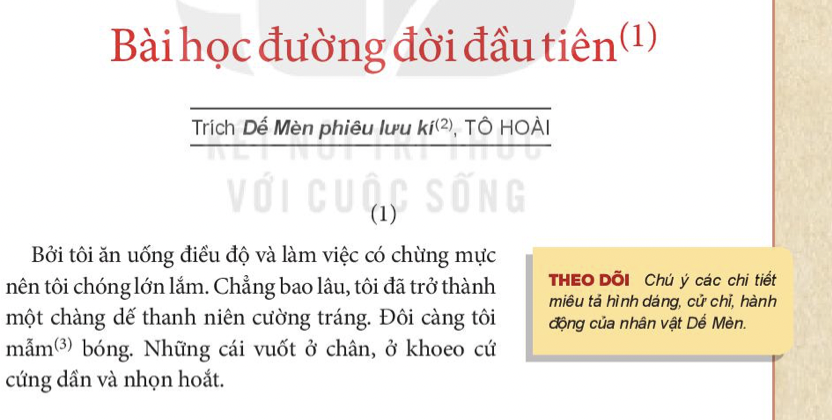 Bài học đường đời đầu tiên(1)
Trích Dế Mèn phiêu lưu kí(2), TÔ HOÀI
KẾT NỐI TRI THỨC
VỚI CUỘC SỐNG
(1)
Bởi tôi ăn uống điều độ và làm việc có chừng mực
nên tôi chóng lớn lắm. Chẳng bao lâu, tôi đã trở thành
một chàng dế thanh niên cường tráng. Đôi càng tôi
mẫm(3) bóng. Những cái vuốt ở chân, ở khoeo cứ
cứng dần và nhọn hoắt.
THEO DÕI Chú ý các chi tiết
miêu tả hình dáng, cử chỉ, hành
động của nhân vật Dế Mèn.